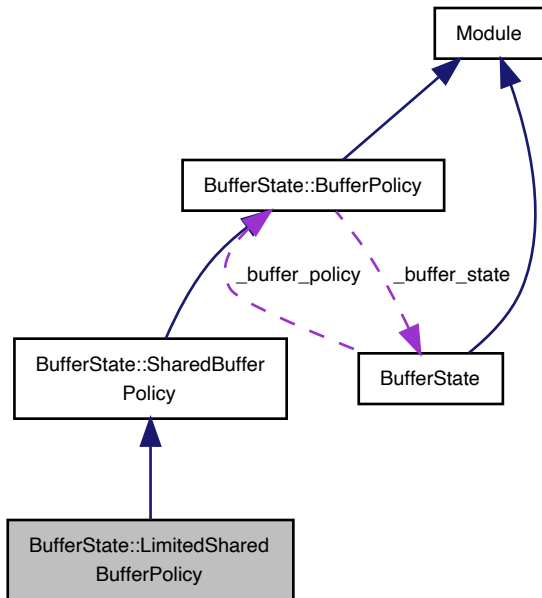 Module
BufferState::BufferPolicy
_buffer_policy
_buffer_state
BufferState::SharedBuffer
Policy
BufferState
BufferState::LimitedShared
BufferPolicy